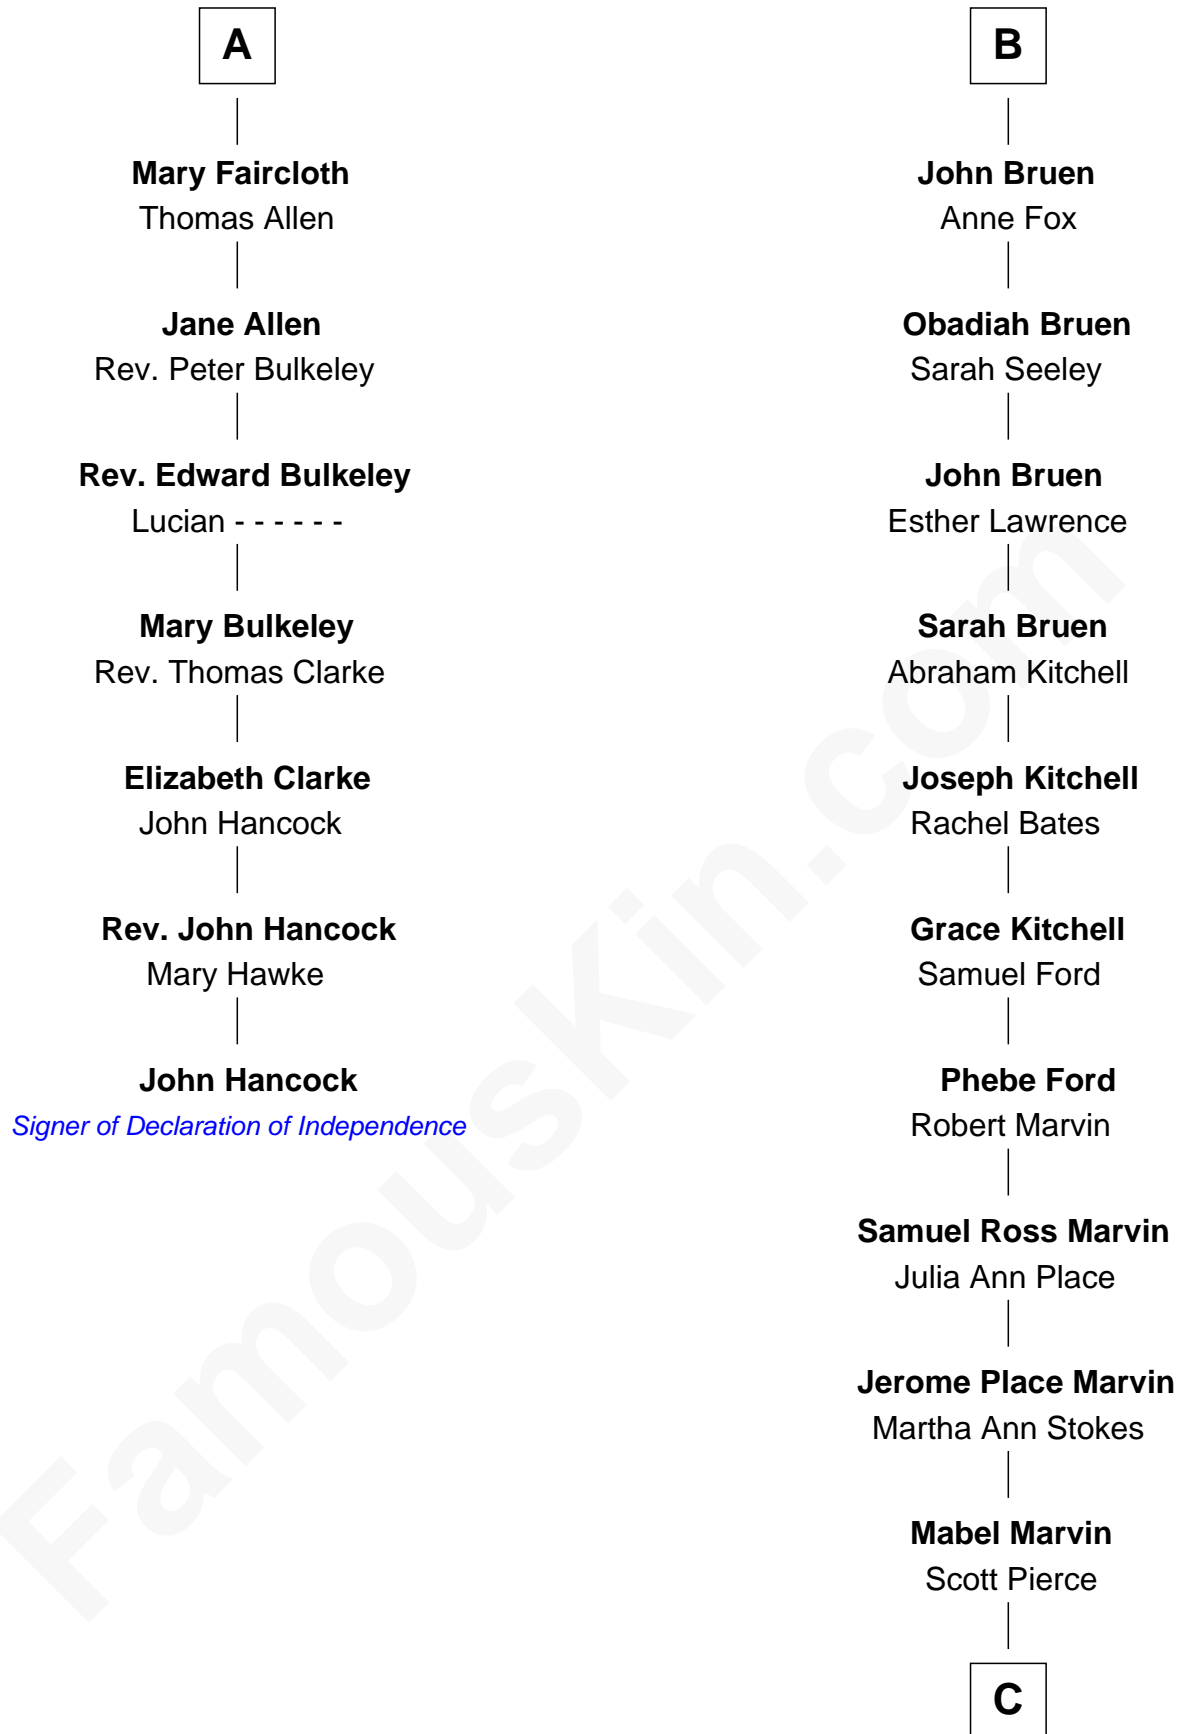 A
Mary Faircloth
Thomas Allen
Jane Allen
Rev. Peter Bulkeley
Rev. Edward Bulkeley
Lucian - - - - - -
Mary Bulkeley
Rev. Thomas Clarke
Elizabeth Clarke
John Hancock
Rev. John Hancock
Mary Hawke
John Hancock
Signer of Declaration of Independence
B
John Bruen
Anne Fox
Obadiah Bruen
Sarah Seeley
John Bruen
Esther Lawrence
Sarah Bruen
Abraham Kitchell
Joseph Kitchell
Rachel Bates
Grace Kitchell
Samuel Ford
Phebe Ford
Robert Marvin
Samuel Ross Marvin
Julia Ann Place
Jerome Place Marvin
Martha Ann Stokes
Mabel Marvin
Scott Pierce
C
FamousKin.com